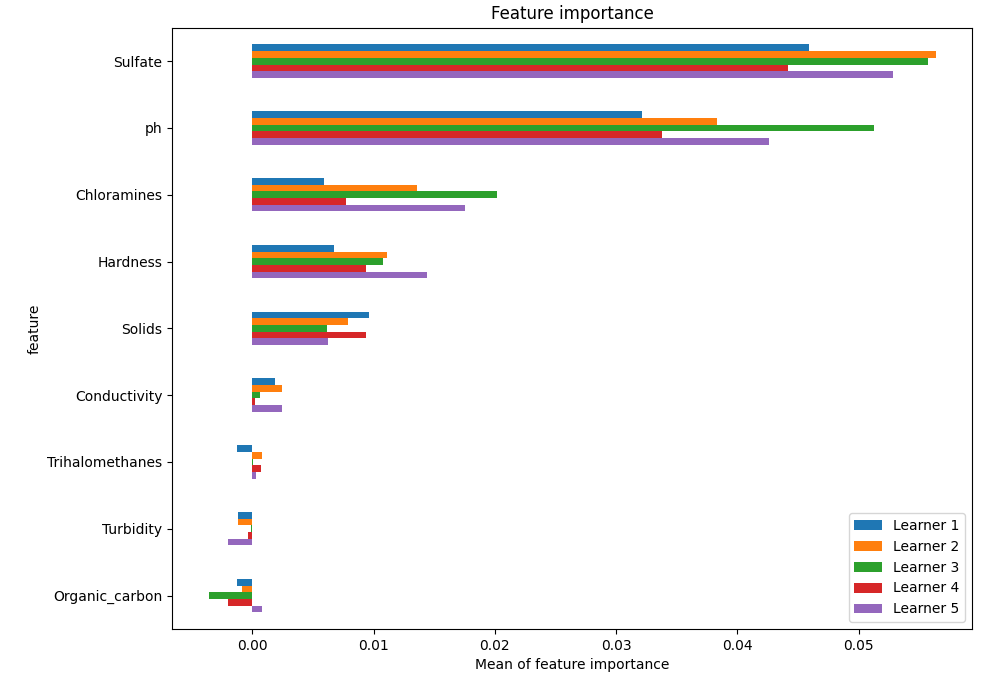 Feature importance
Sulfate
ph
Chloramines
Hardness
Solids
Conductivity
Trihalomethanes
Turbidity
Organic_carbon
feature
Learner 1
Learner 2
Learner 3
Learner 4
Learner 5
0.00 0.01 0.02 0.03 0.04 0.05
Mean of feature importance